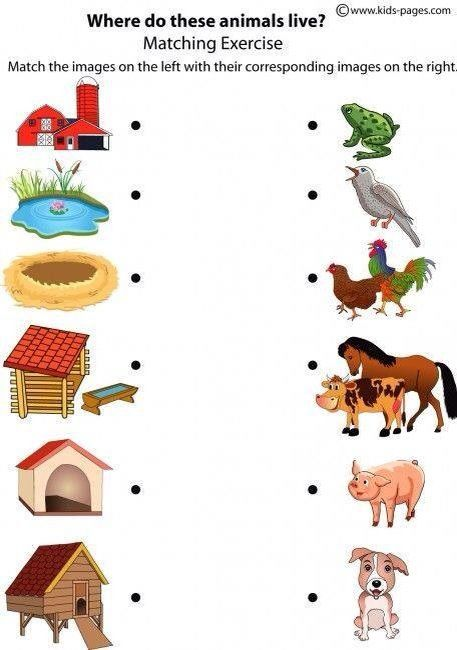 Where do these animals live?
©www.kids-pages.com
Matching Exercise
Match the images on the left with their corresponding images on the right.